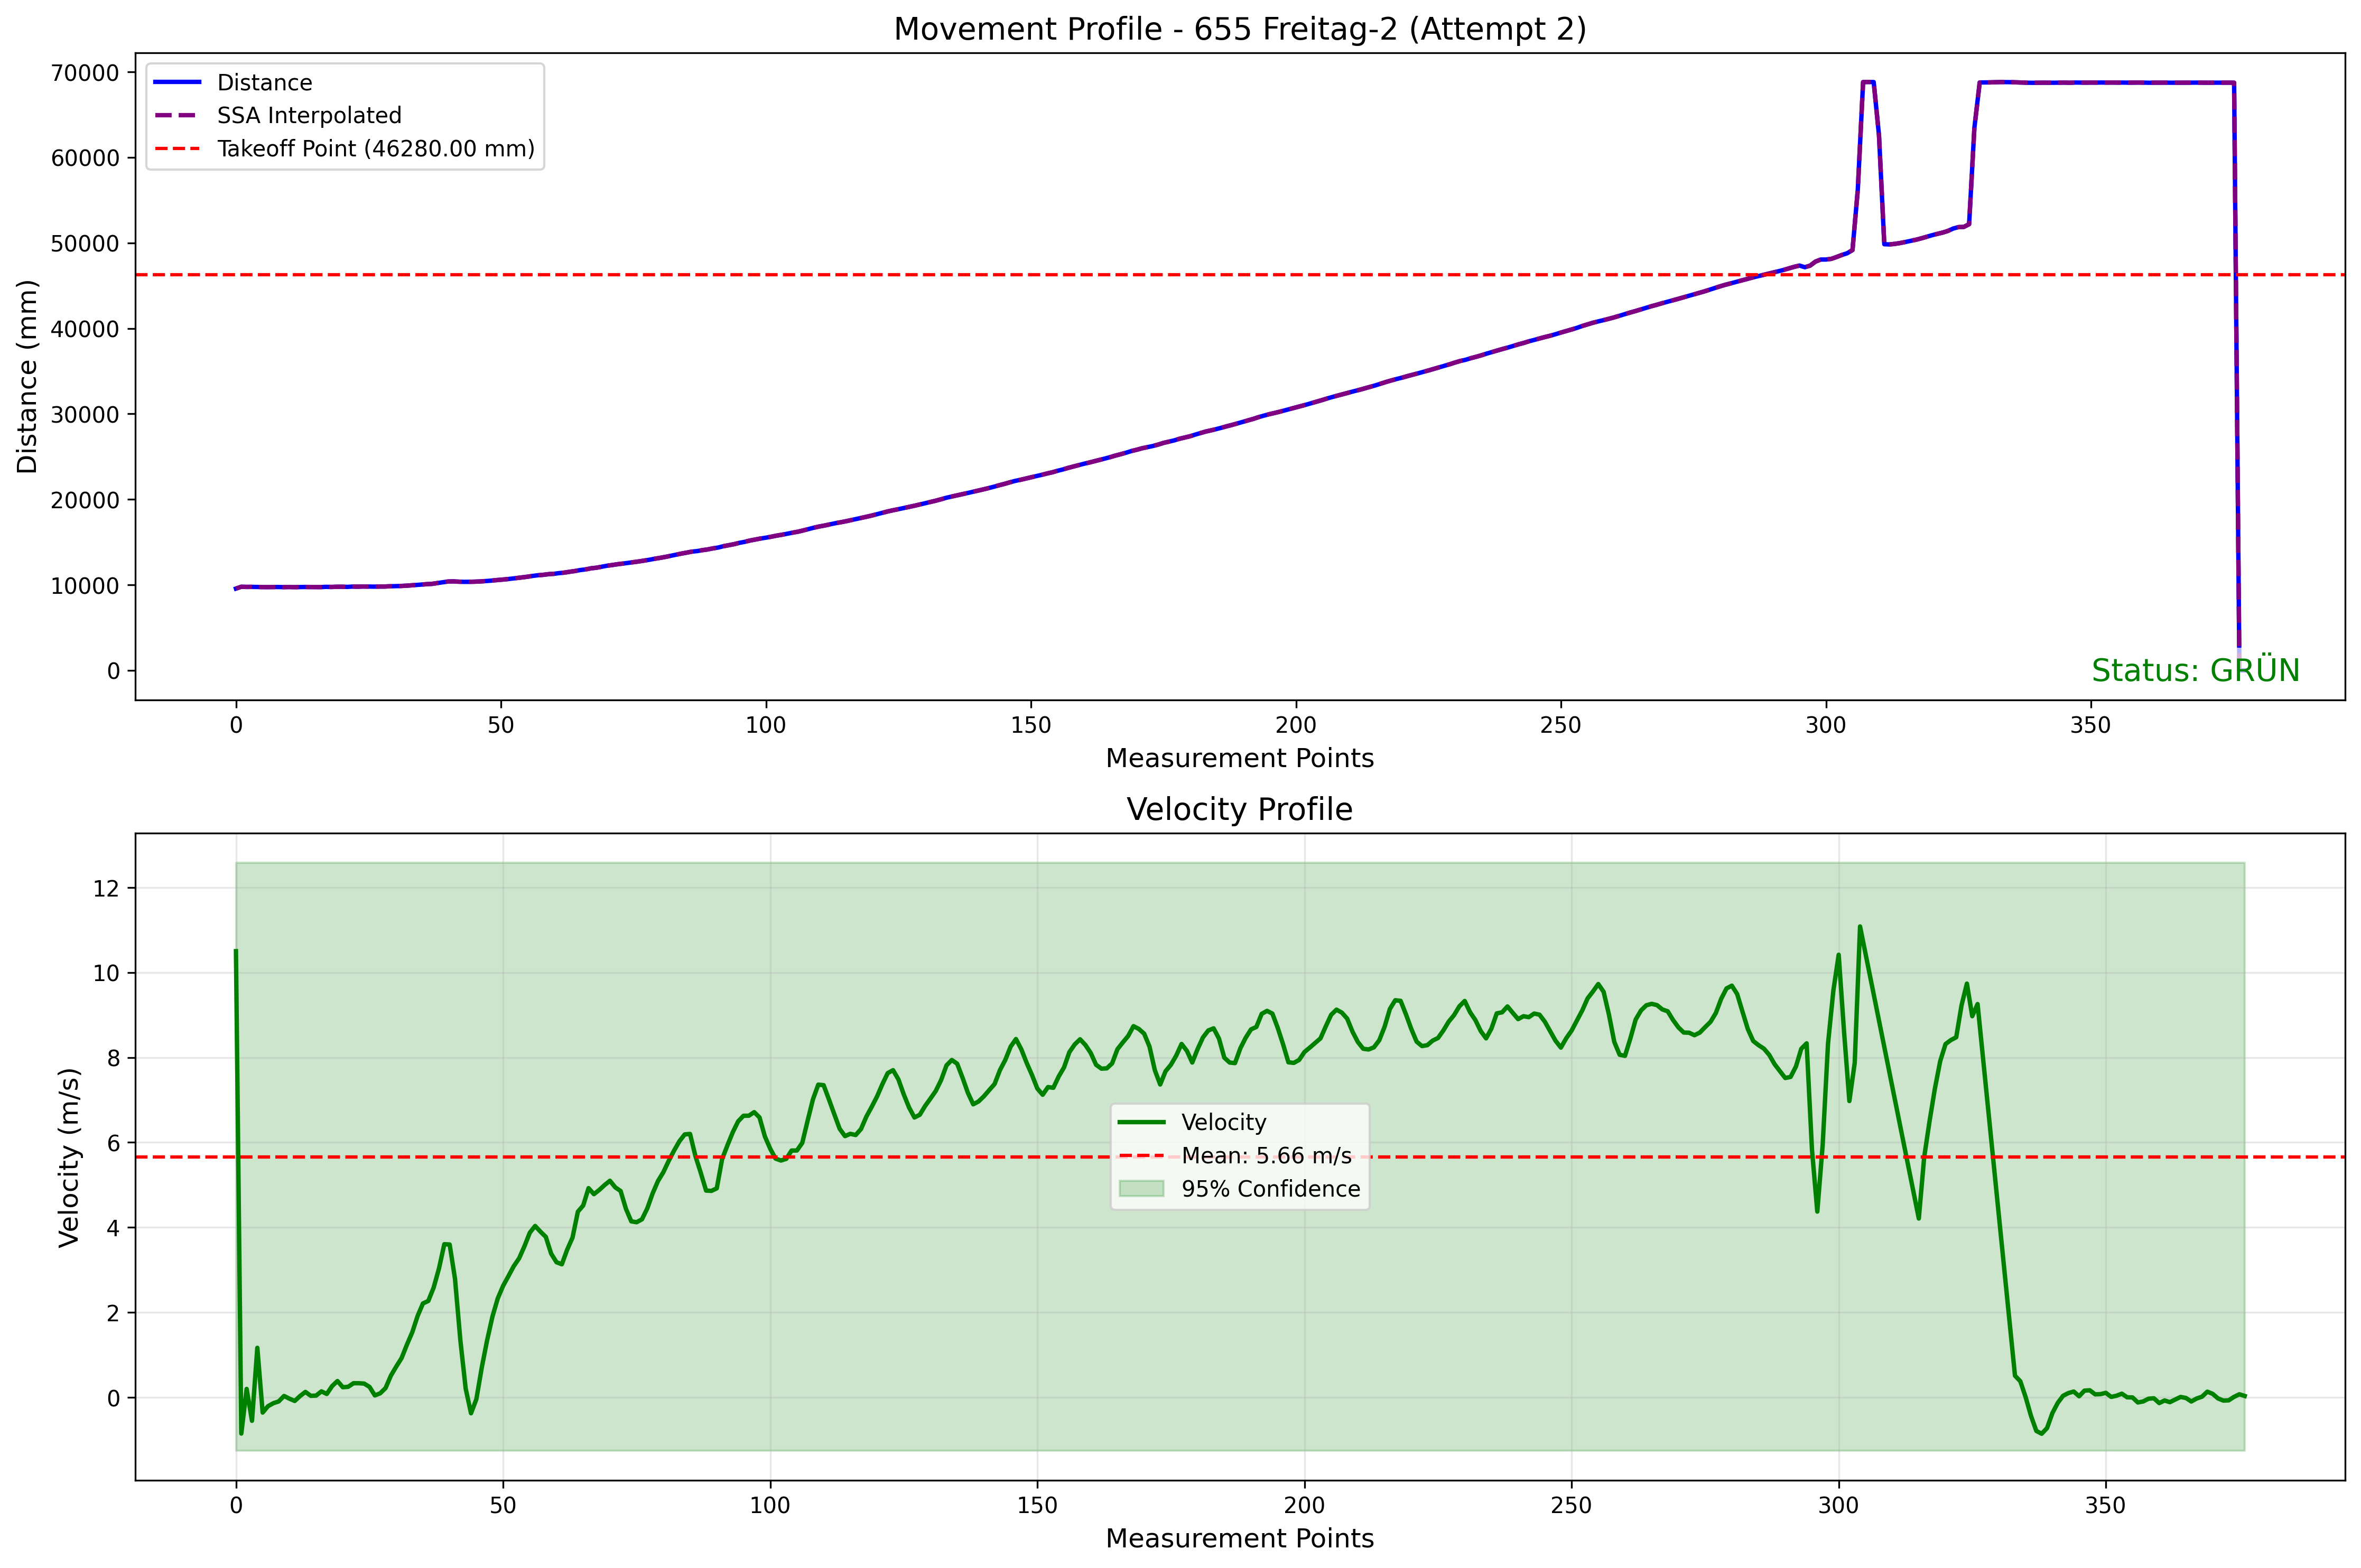 Movement Profile - 655 Freitag-2 (Attempt 2)
Distance
SSA Interpolated
Takeoff Point (46280.00 mm)
Distance (mm)
70000
60000
50000
40000
30000
20000
10000
0
Status: GRÜN
0 50 100 150 200 250 300 350
Measurement Points
Velocity Profile
Velocity (m/s)
12
10
8
6
4
2
0
Velocity
Mean: 5.66 m/s
95% Confidence
0 50 100 150 200 250 300 350
Measurement Points